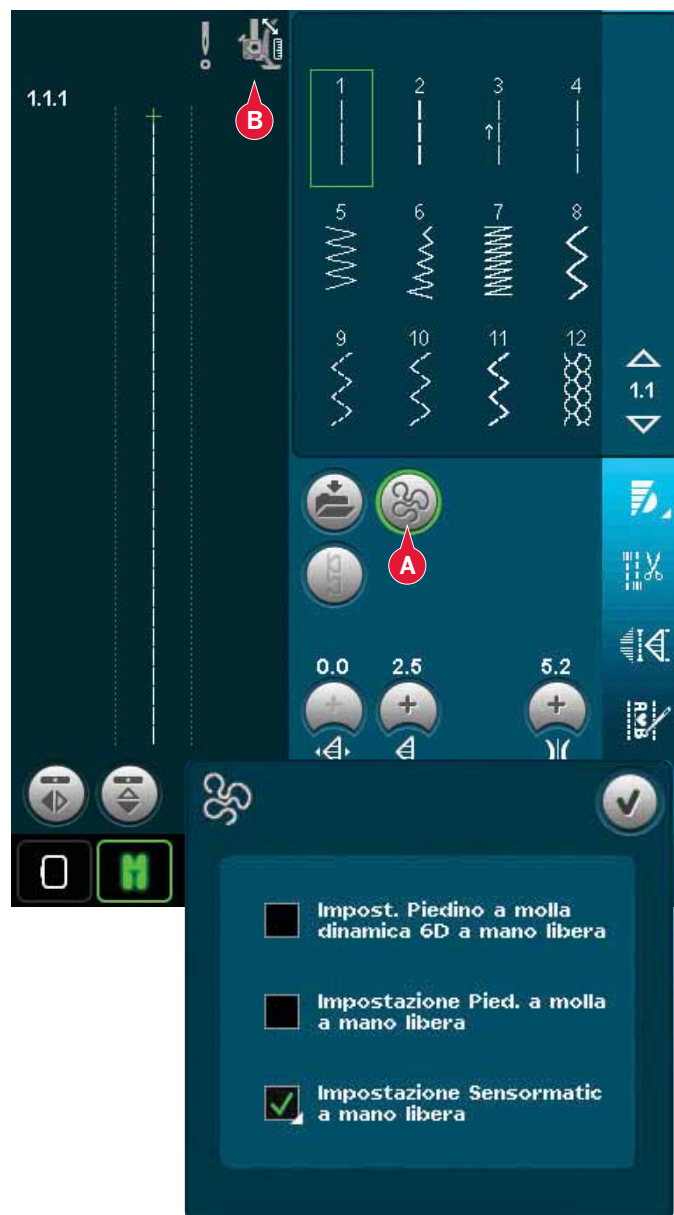 B
1.1.1
1 2 3 4
5 6 7 8
9 10 11 12
1.1
A
0.0 2.5 5.2
A♥B
Impost. Piedino a molla
dinamica 6D a mano libera
Impostazione Pied. a molla
a mano libera
Impostazione Sensormatic
a mano libera